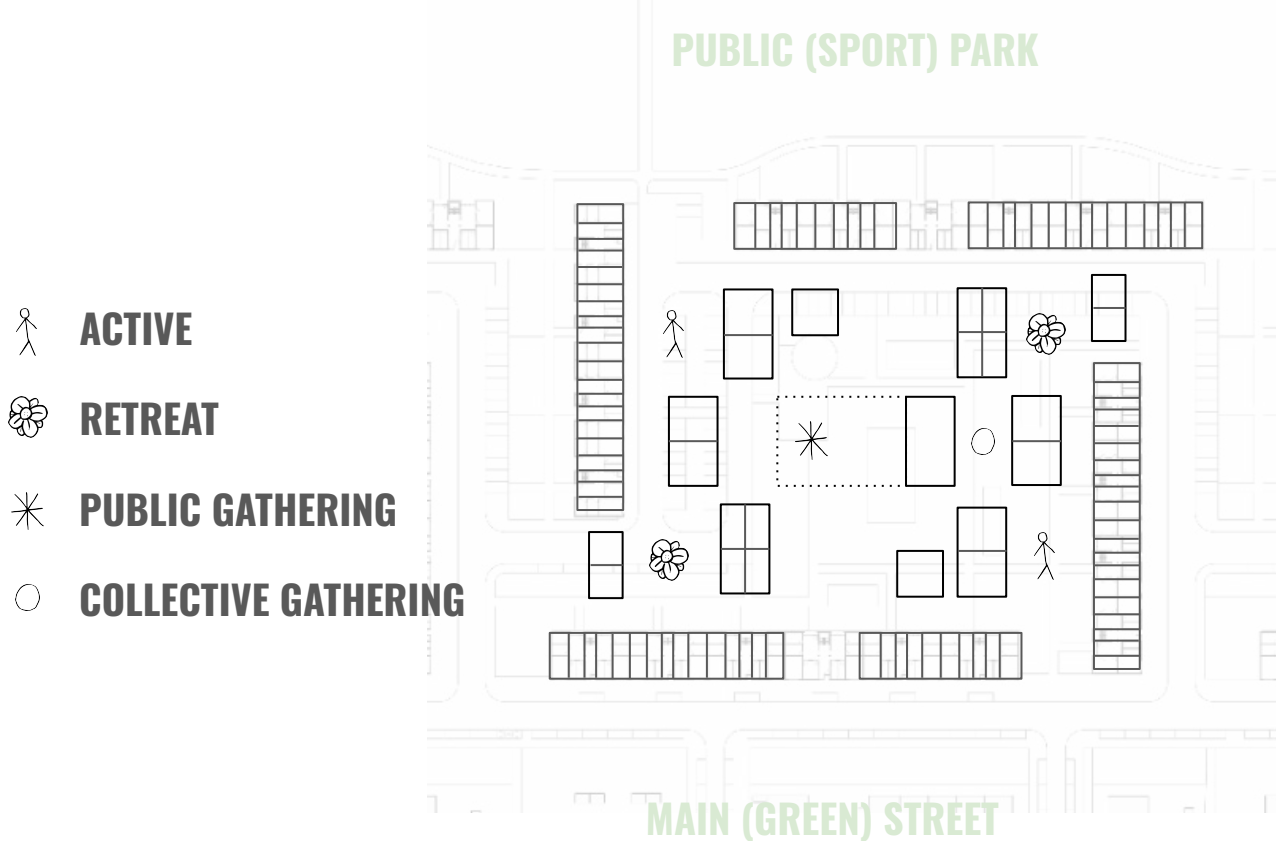 PUBLIC (SPORT) PARK
ACTIVE
RETREAT
PUBLIC GATHERING
COLLECTIVE GATHERING
MAIN (GREEN) STREET